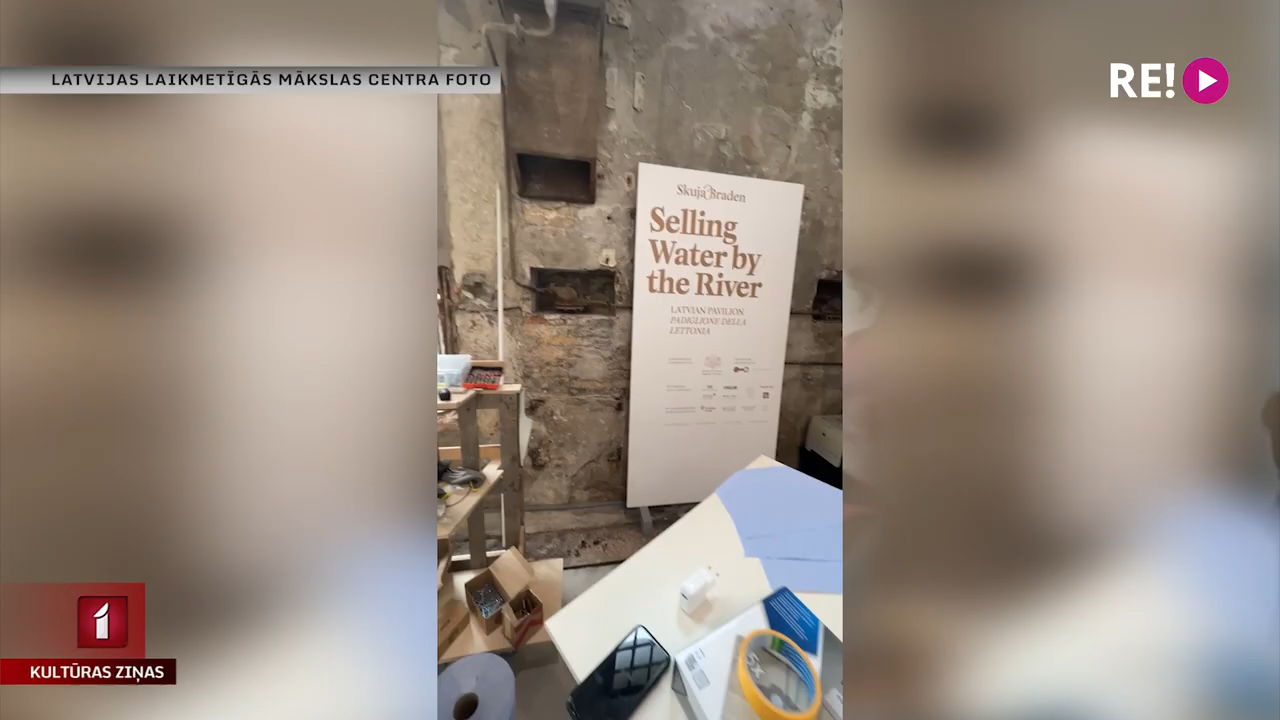 LATVIJAS LAIKMETĪGĀS MĀKSLAS CENTRA FOTO
RE!
Skuja Braden
Selling
Water by
the River
LATVIAN PAVILION
PADIGLIONE DELLA
LETTONIA
1
KULTŪRAS ZIŅAS